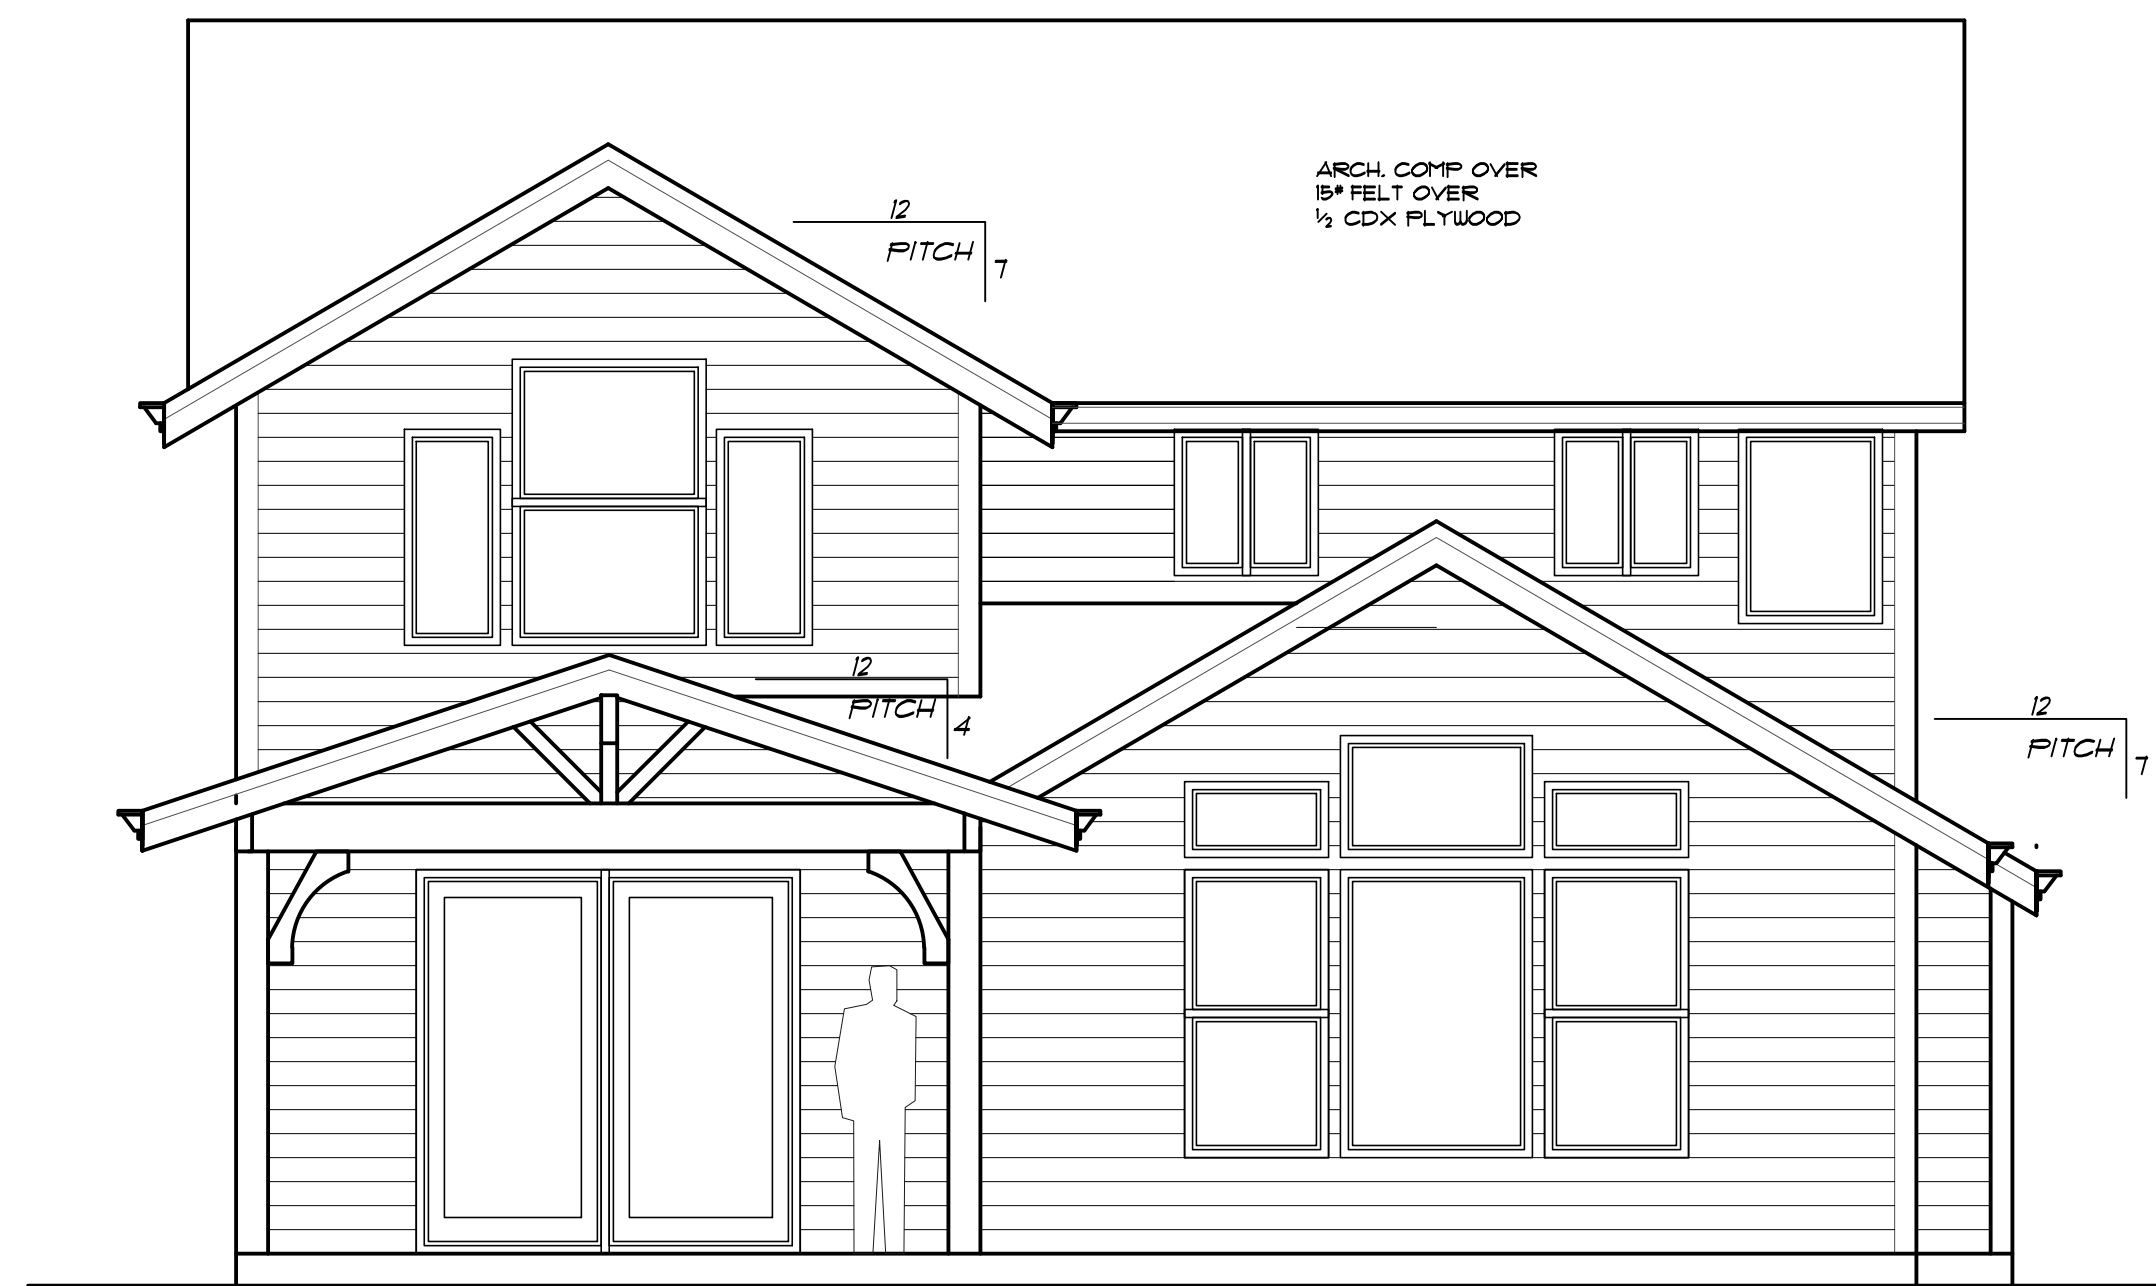 ARCH. COMP OVER
15# FELT OVER
½ CDX PLYWOOD
12
PITCH
7
12
PITCH
4
12
PITCH
7